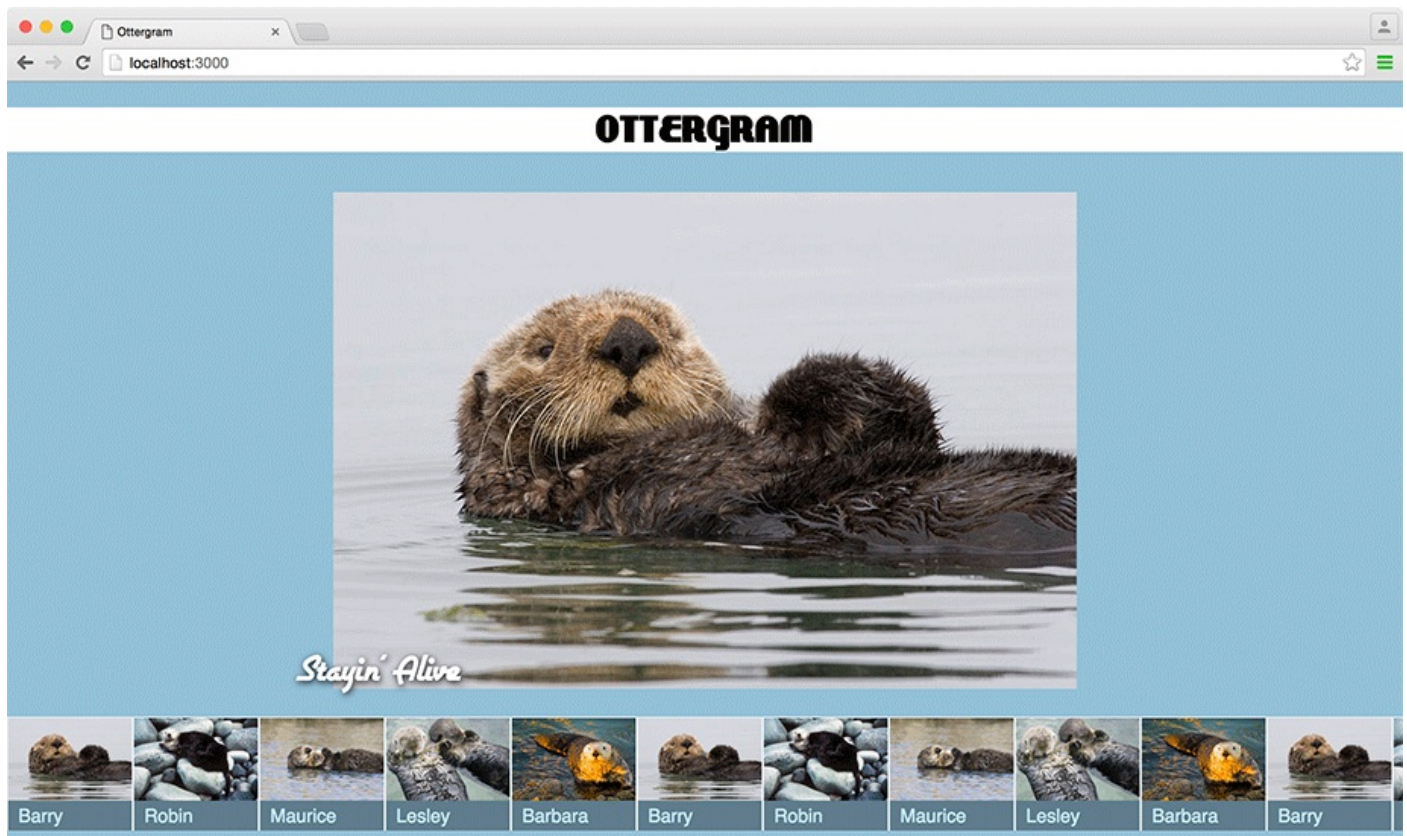 Ottergram
localhost:3000
OTTERGRAM
Stayin' Alive
Barry Robin Maurice Lesley Barbara Barry Robin Maurice Lesley Barbara Barry